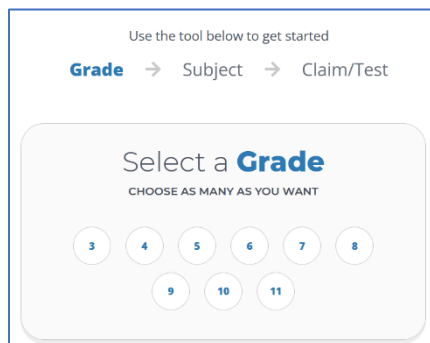 Use the tool below to get started
Grade → Subject → Claim/Test
Select a Grade
CHOOSE AS MANY AS YOU WANT
3 4 5 6 7 8
9 10 11